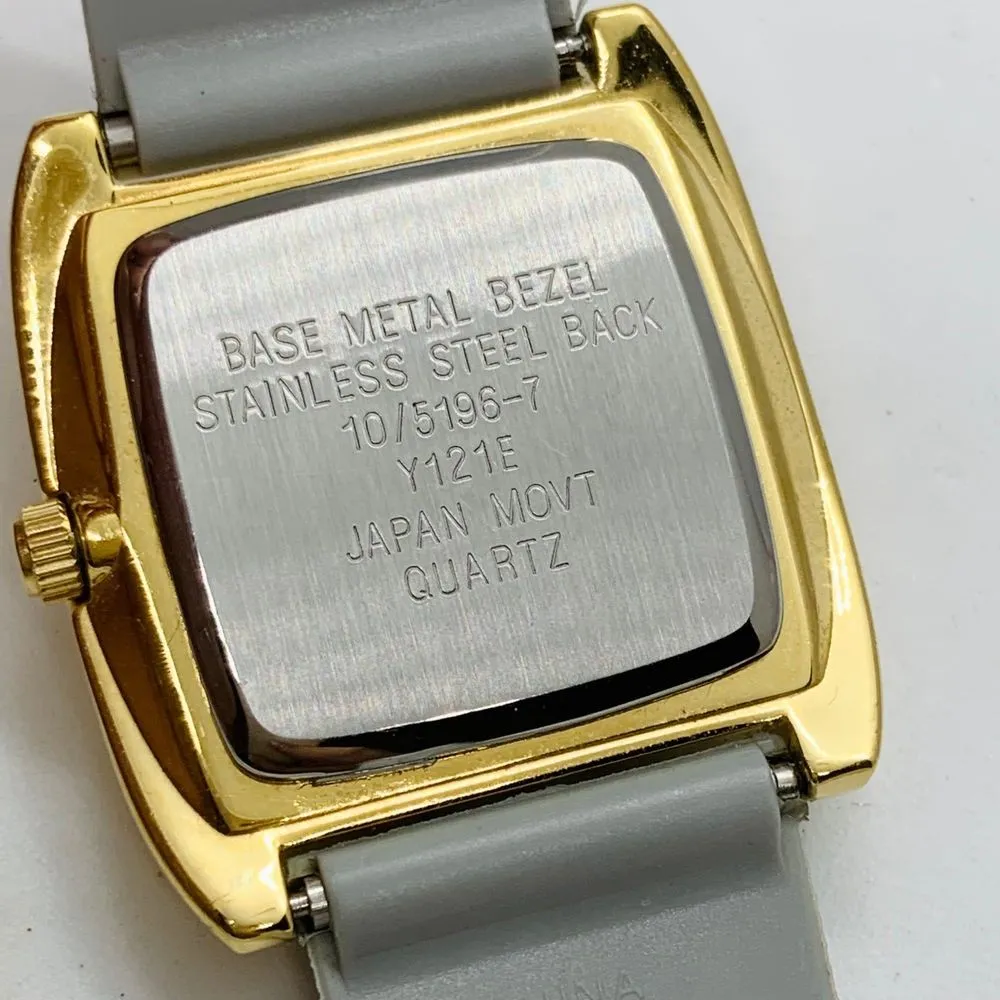 BASE METAL BEZEL
STAINLESS STEEL BACK
10/5196-7
Y121E
JAPAN MOVT
QUARTZ